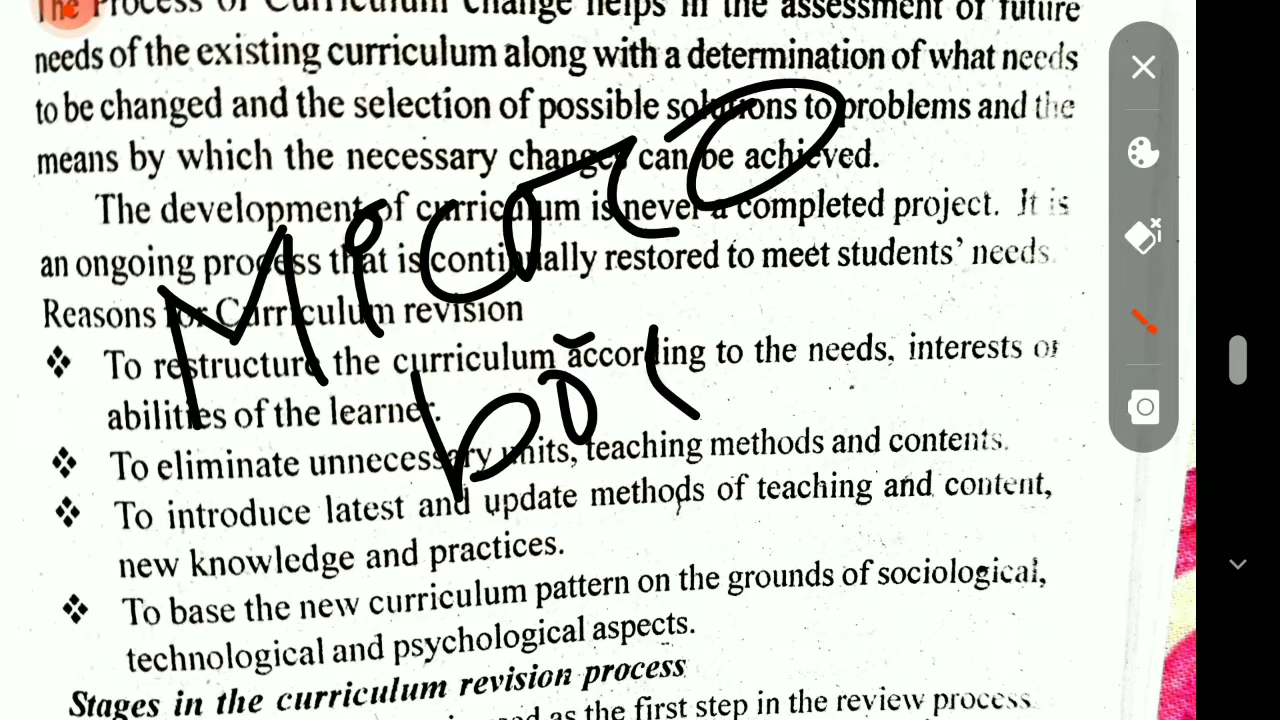 The Process of Curriculum change helps in the assessment of future
needs of the existing curriculum along with a determination of what needs
to be changed and the selection of possible solutions to problems and the
means by which the necessary changes can be achieved.
The development of curriculum is never a completed project. It is
an ongoing process that is continually restored to meet students' needs.
Reasons for Curriculum revision
❖ To restructure the curriculum according to the needs, interests or
abilities of the learner.
❖ To eliminate unnecessary units, teaching methods and contents.
❖ To introduce latest and update methods of teaching and content,
new knowledge and practices.
❖ To base the new curriculum pattern on the grounds of sociological,
technological and psychological aspects.
Stages in the curriculum revision process
as the first step in the review process